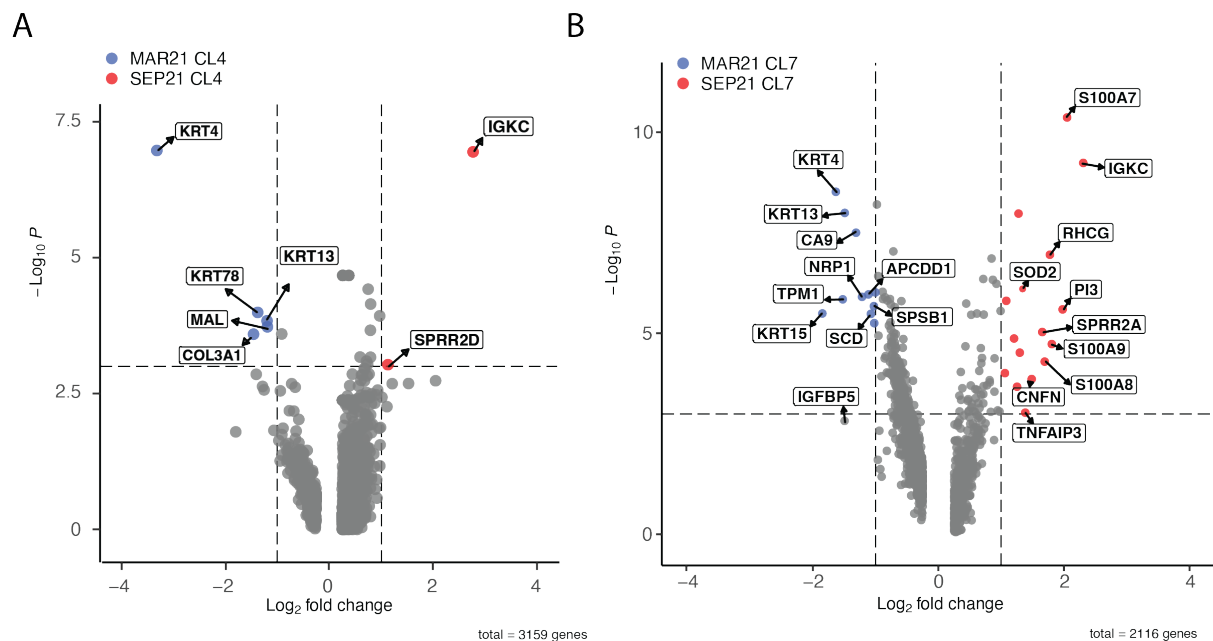 A
MAR21 CL4
SEP21 CL4
7.5
5
2.5
0
− Log10 P
KRT4
IGKC
KRT13
KRT78
MAL
COL3A1
SPRR2D
−4
−2
0
2
4
Log2 fold change
total = 3159 genes
B
MAR21 CL7
SEP21 CL7
10
5
0
− Log10 P
S100A7
KRT4
IGKC
KRT13
CA9
RHCG
NRP1
APCDD1
SOD2
TPM1
PI3
SPSB1
SPRR2A
KRT15
SCD
S100A9
S100A8
IGFBP5
CNFN
TNFAIP3
−4
−2
0
2
4
Log2 fold change
total = 2116 genes